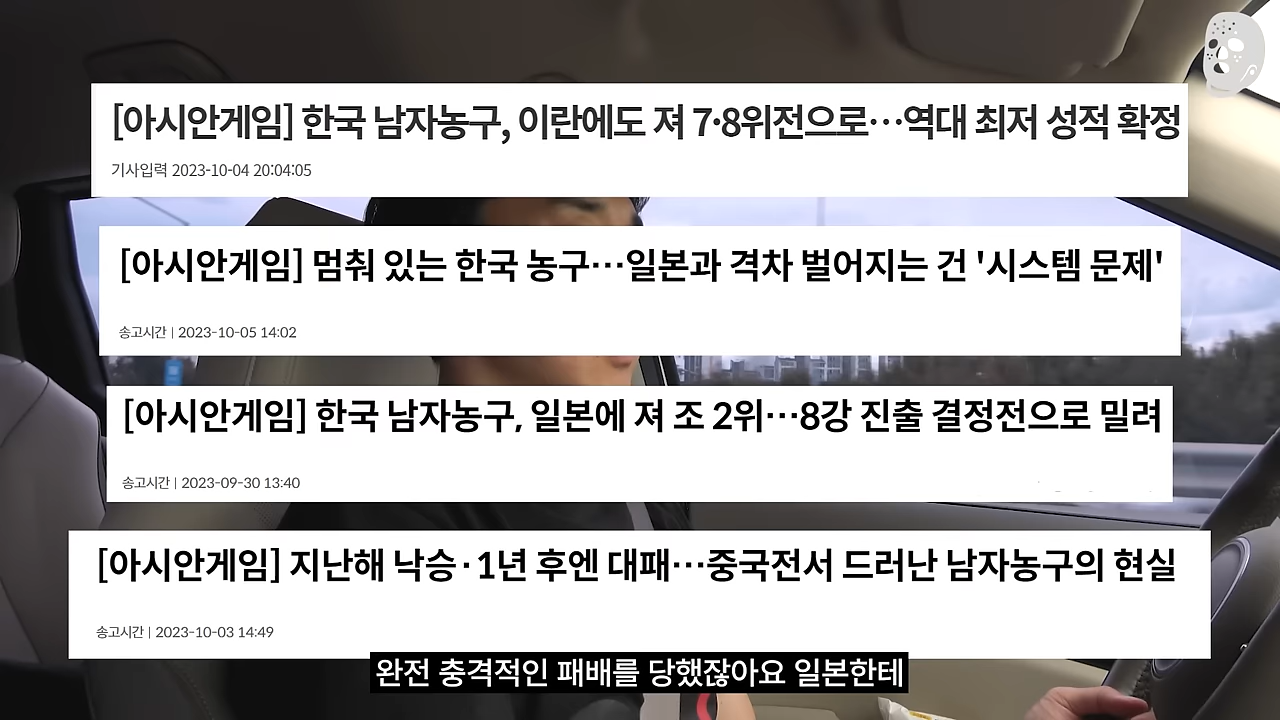 [아시안게임] 한국 남자농구, 이란에도 져 7·8위전으로…역대 최저 성적 확정
기사입력 2023-10-04 20:04:05
[아시안게임] 멈춰 있는 한국 농구…일본과 격차 벌어지는 건 '시스템 문제'
송고시간 | 2023-10-05 14:02
[아시안게임] 한국 남자농구, 일본에 져 조 2위…8강 진출 결정전으로 밀려
송고시간 | 2023-09-30 13:40
[아시안게임] 지난해 낙승·1년 후엔 대패…중국전서 드러난 남자농구의 현실
송고시간 | 2023-10-03 14:49
완전 충격적인 패배를 당했잖아요 일본한테